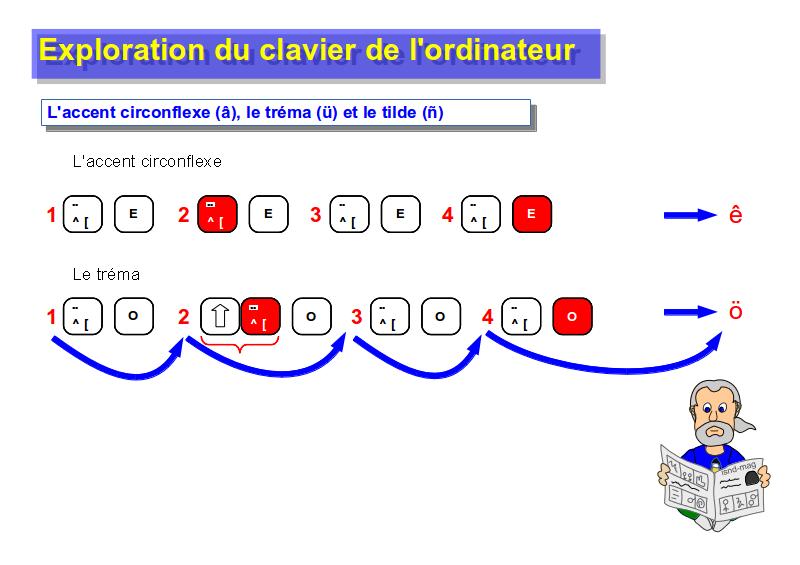 Exploration du clavier de l'ordinateur
L'accent circonflexe (â), le tréma (ü) et le tilde (ñ)
L'accent circonflexe
1 ¨ ^ [ E 2 ¨ ^ [ E 3 ¨ ^ [ E 4 ¨ ^ [ E ê
Le tréma
1 ¨ ^ [ O 2 ¨ ^ [ O 3 ¨ ^ [ O 4 ¨ ^ [ O ö
isnd-mag